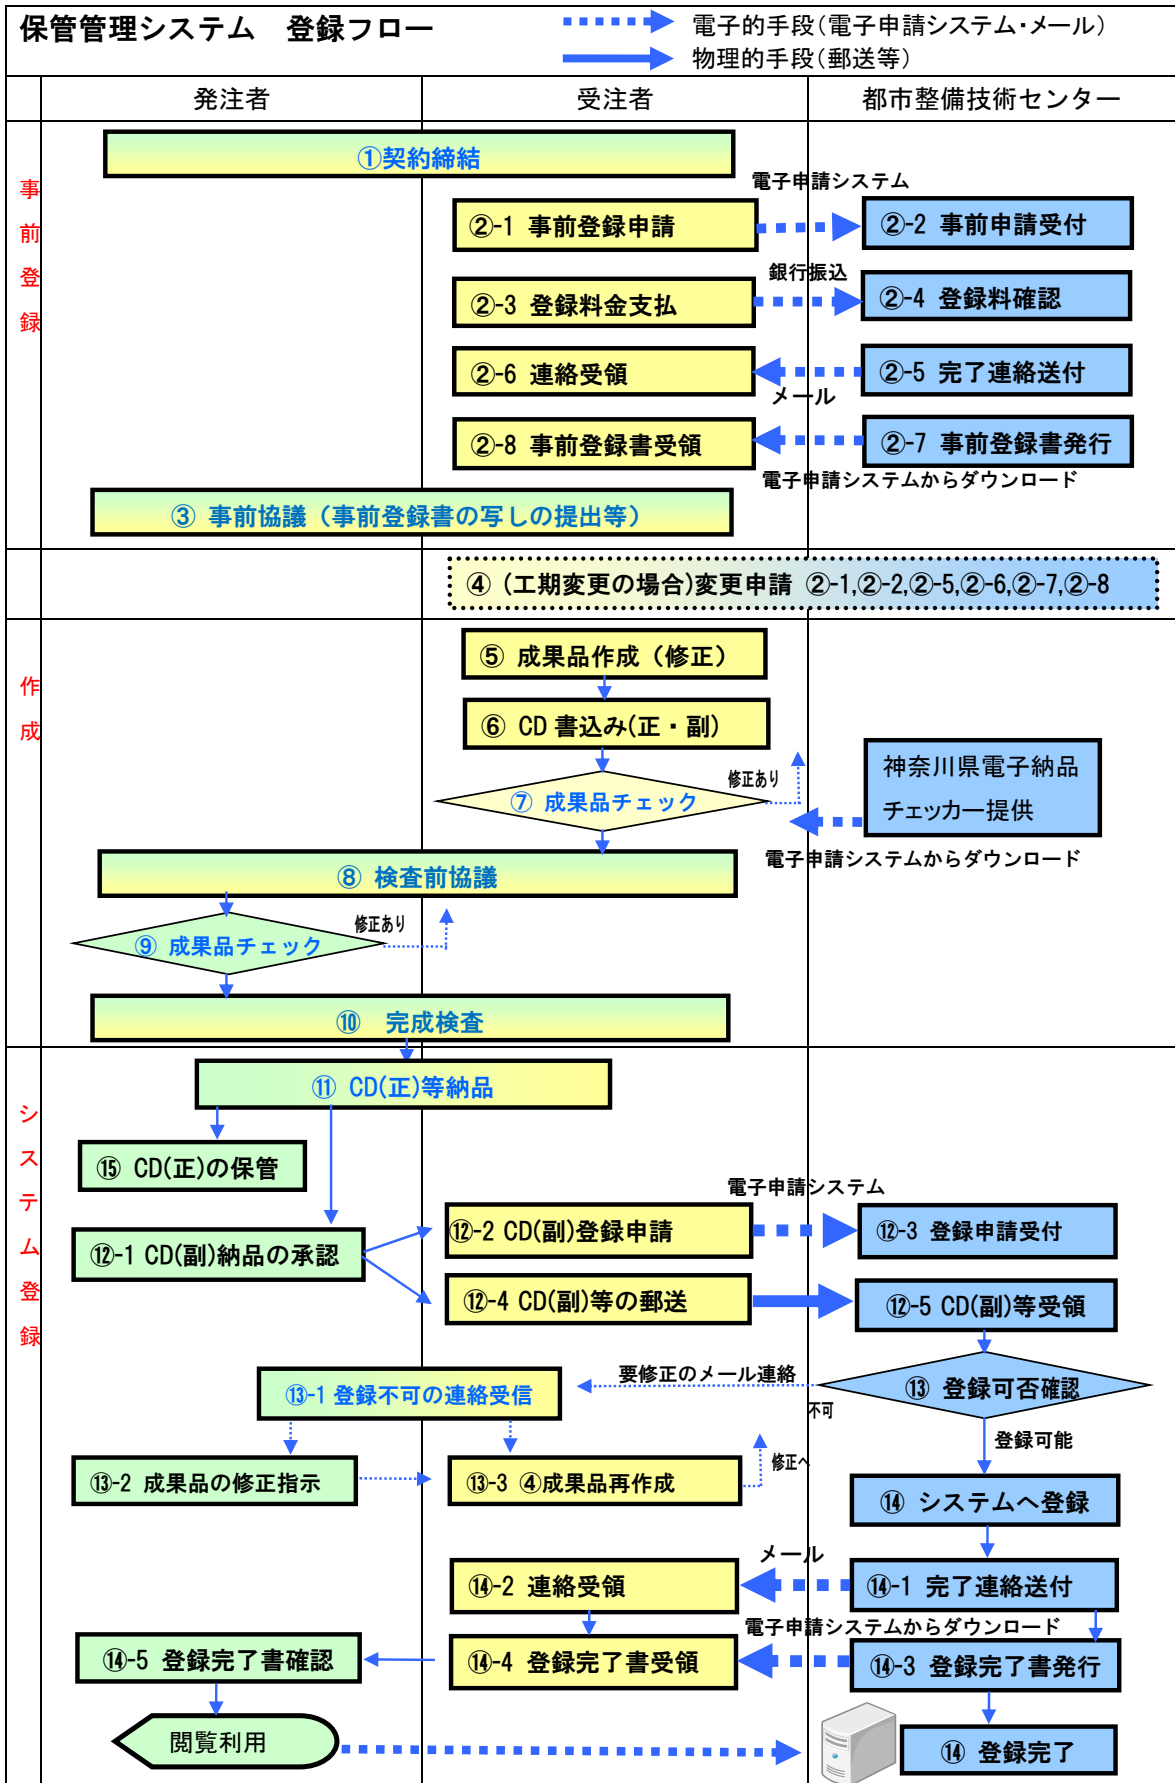 保管管理システム　登録フロー
電子的手段（電子申請システム・メール）
物理的手段（郵送等）
発注者
受注者
都市整備技術センター
事前登録
①契約締結
電子申請システム
②-1 事前登録申請
②-2 事前申請受付
銀行振込
②-3 登録料金支払
②-4 登録料確認
②-6 連絡受領
②-5 完了連絡送付
メール
②-8 事前登録書受領
②-7 事前登録書発行
電子申請システムからダウンロード
③ 事前協議（事前登録書の写しの提出等）
④ (工期変更の場合)変更申請 ②-1,②-2,②-5,②-6,②-7,②-8
作成
⑤ 成果品作成（修正）
⑥ CD 書込み(正・副)
修正あり
神奈川県電子納品
チェッカー提供
⑦ 成果品チェック
電子申請システムからダウンロード
⑧ 検査前協議
修正あり
⑨ 成果品チェック
⑩　完成検査
システム登録
⑪ CD(正)等納品
⑮ CD(正)の保管
電子申請システム
⑫-1 CD(副)納品の承認
⑫-2 CD(副)登録申請
⑫-3 登録申請受付
⑫-4 CD(副)等の郵送
⑫-5 CD(副)等受領
要修正のメール連絡
⑬-1 登録不可の連絡受信
⑬ 登録可否確認
不可
登録可能
修正へ
⑬-2 成果品の修正指示
⑬-3 ④成果品再作成
⑭ システムへ登録
メール
⑭-2 連絡受領
⑭-1 完了連絡送付
電子申請システムからダウンロード
⑭-5 登録完了書確認
⑭-4 登録完了書受領
⑭-3 登録完了書発行
閲覧利用
⑭ 登録完了